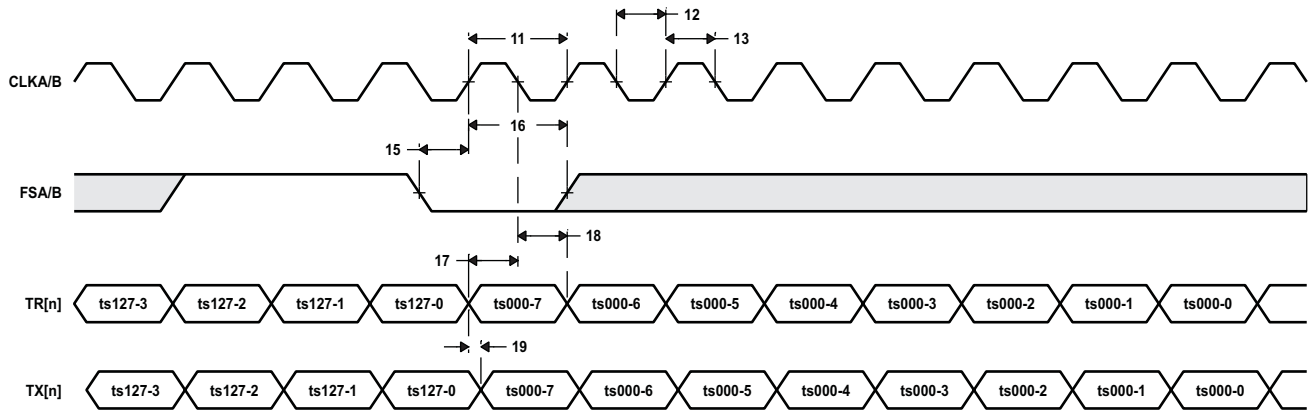 12
11
13
CLKA/B
16
15
FSA/B
18
17
TR[n] ts127-3 ts127-2 ts127-1 ts127-0 ts000-7 ts000-6 ts000-5 ts000-4 ts000-3 ts000-2 ts000-1 ts000-0
19
TX[n] ts127-3 ts127-2 ts127-1 ts127-0 ts000-7 ts000-6 ts000-5 ts000-4 ts000-3 ts000-2 ts000-1 ts000-0